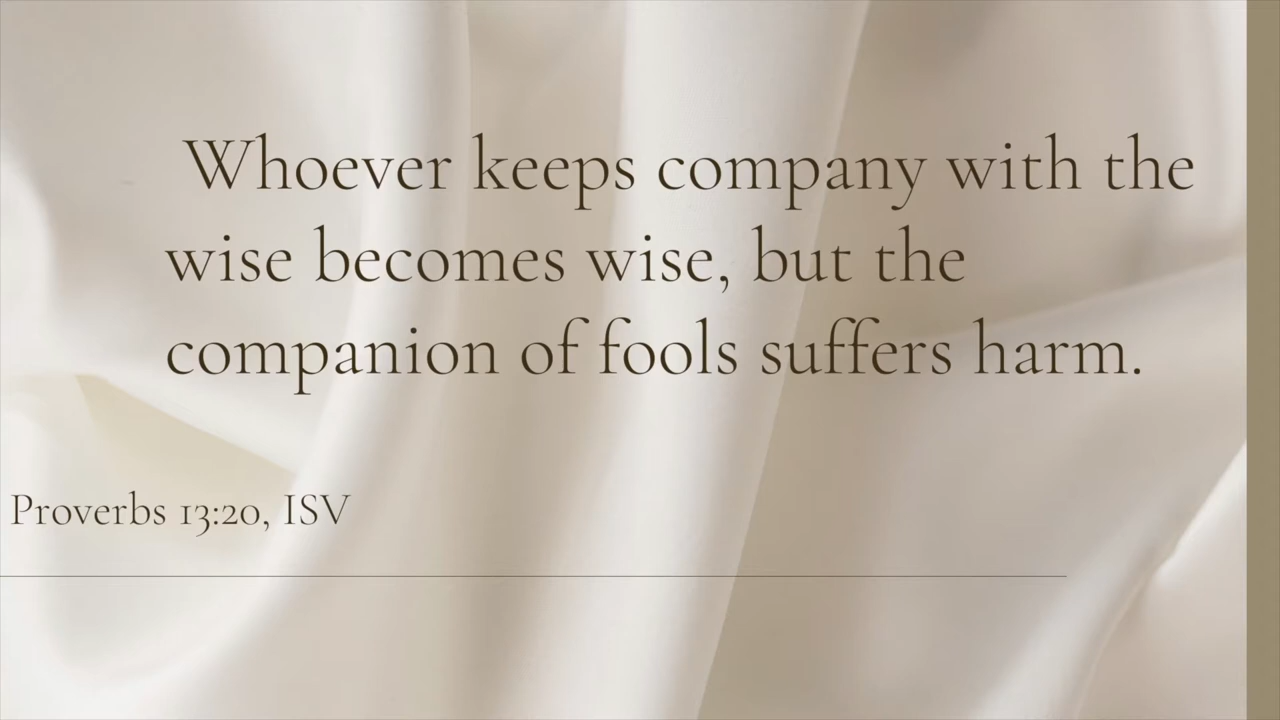 Whoever keeps company with the
wise becomes wise, but the
companion of fools suffers harm.
Proverbs 13:20, ISV